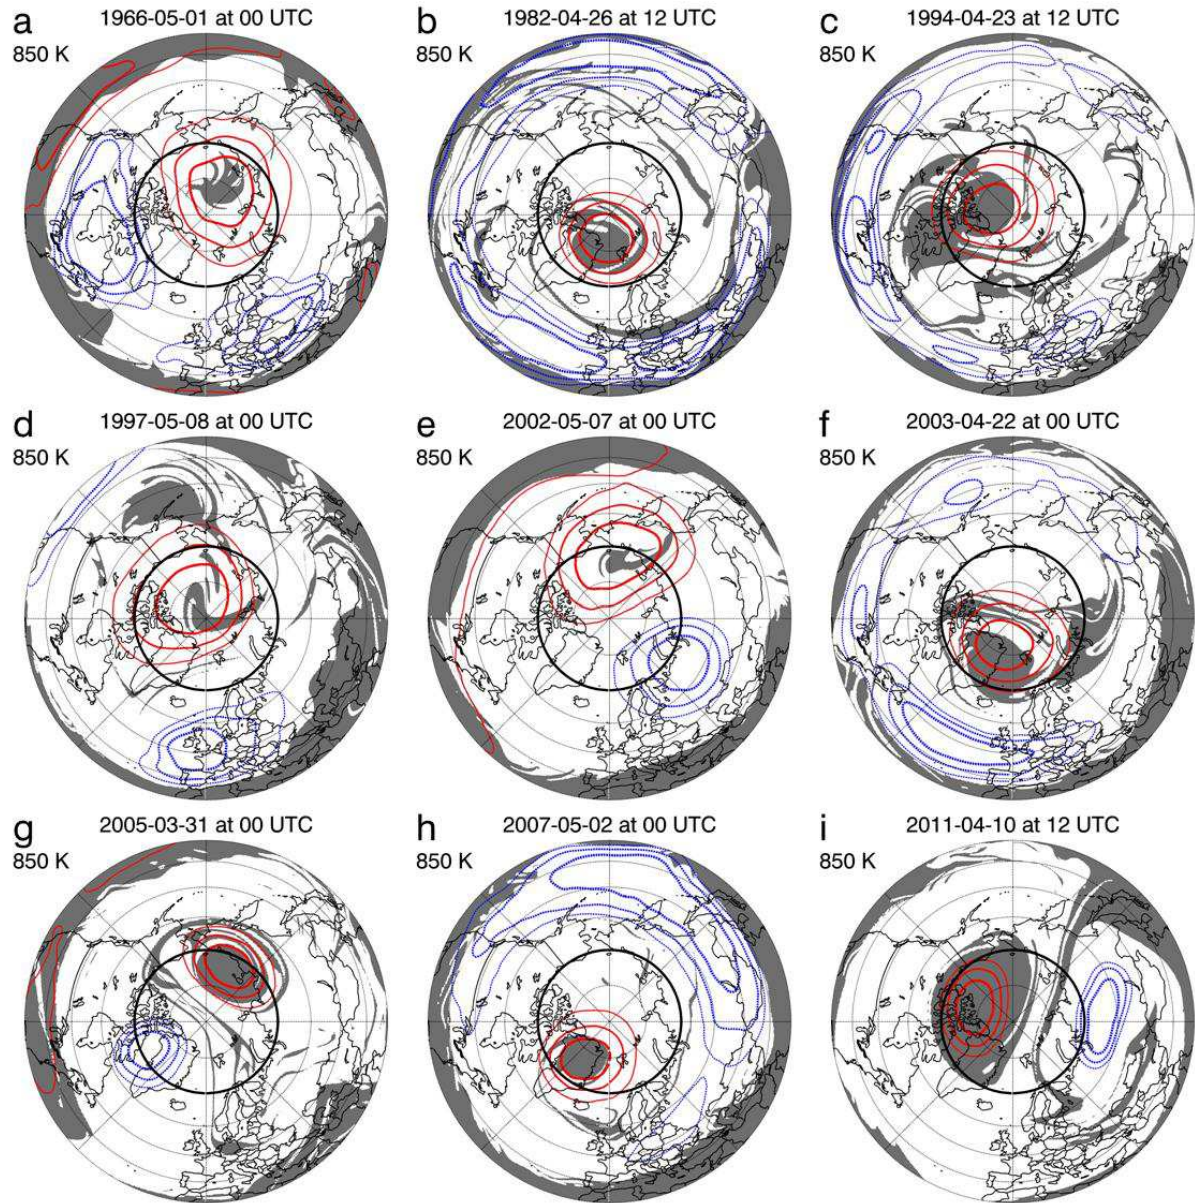 a 1966-05-01 at 00 UTC
850 K
b 1982-04-26 at 12 UTC
850 K
c 1994-04-23 at 12 UTC
850 K
d 1997-05-08 at 00 UTC
850 K
e 2002-05-07 at 00 UTC
850 K
f 2003-04-22 at 00 UTC
850 K
g 2005-03-31 at 00 UTC
850 K
h 2007-05-02 at 00 UTC
850 K
i 2011-04-10 at 12 UTC
850 K